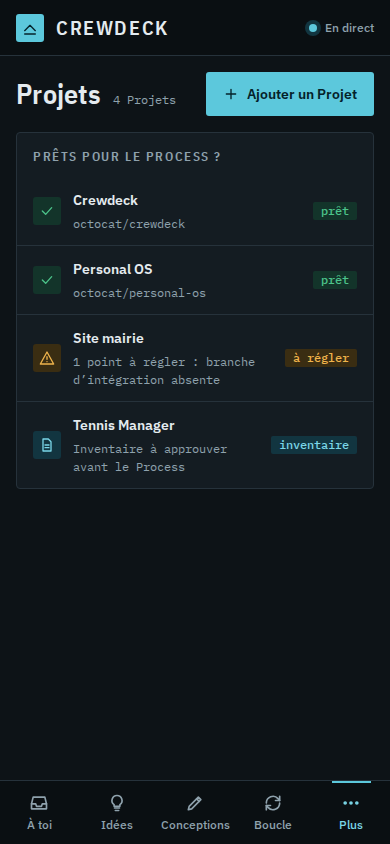 CREWDECK
En direct
Projets
4 Projets
Ajouter un Projet
PRÊTS POUR LE PROCESS ?
Crewdeck
octocat/crewdeck
prêt
Personal OS
octocat/personal-os
prêt
Site mairie
1 point à régler : branche
d’intégration absente
à régler
Tennis Manager
Inventaire à approuver
avant le Process
inventaire
À toi
Idées
Conceptions
Boucle
Plus